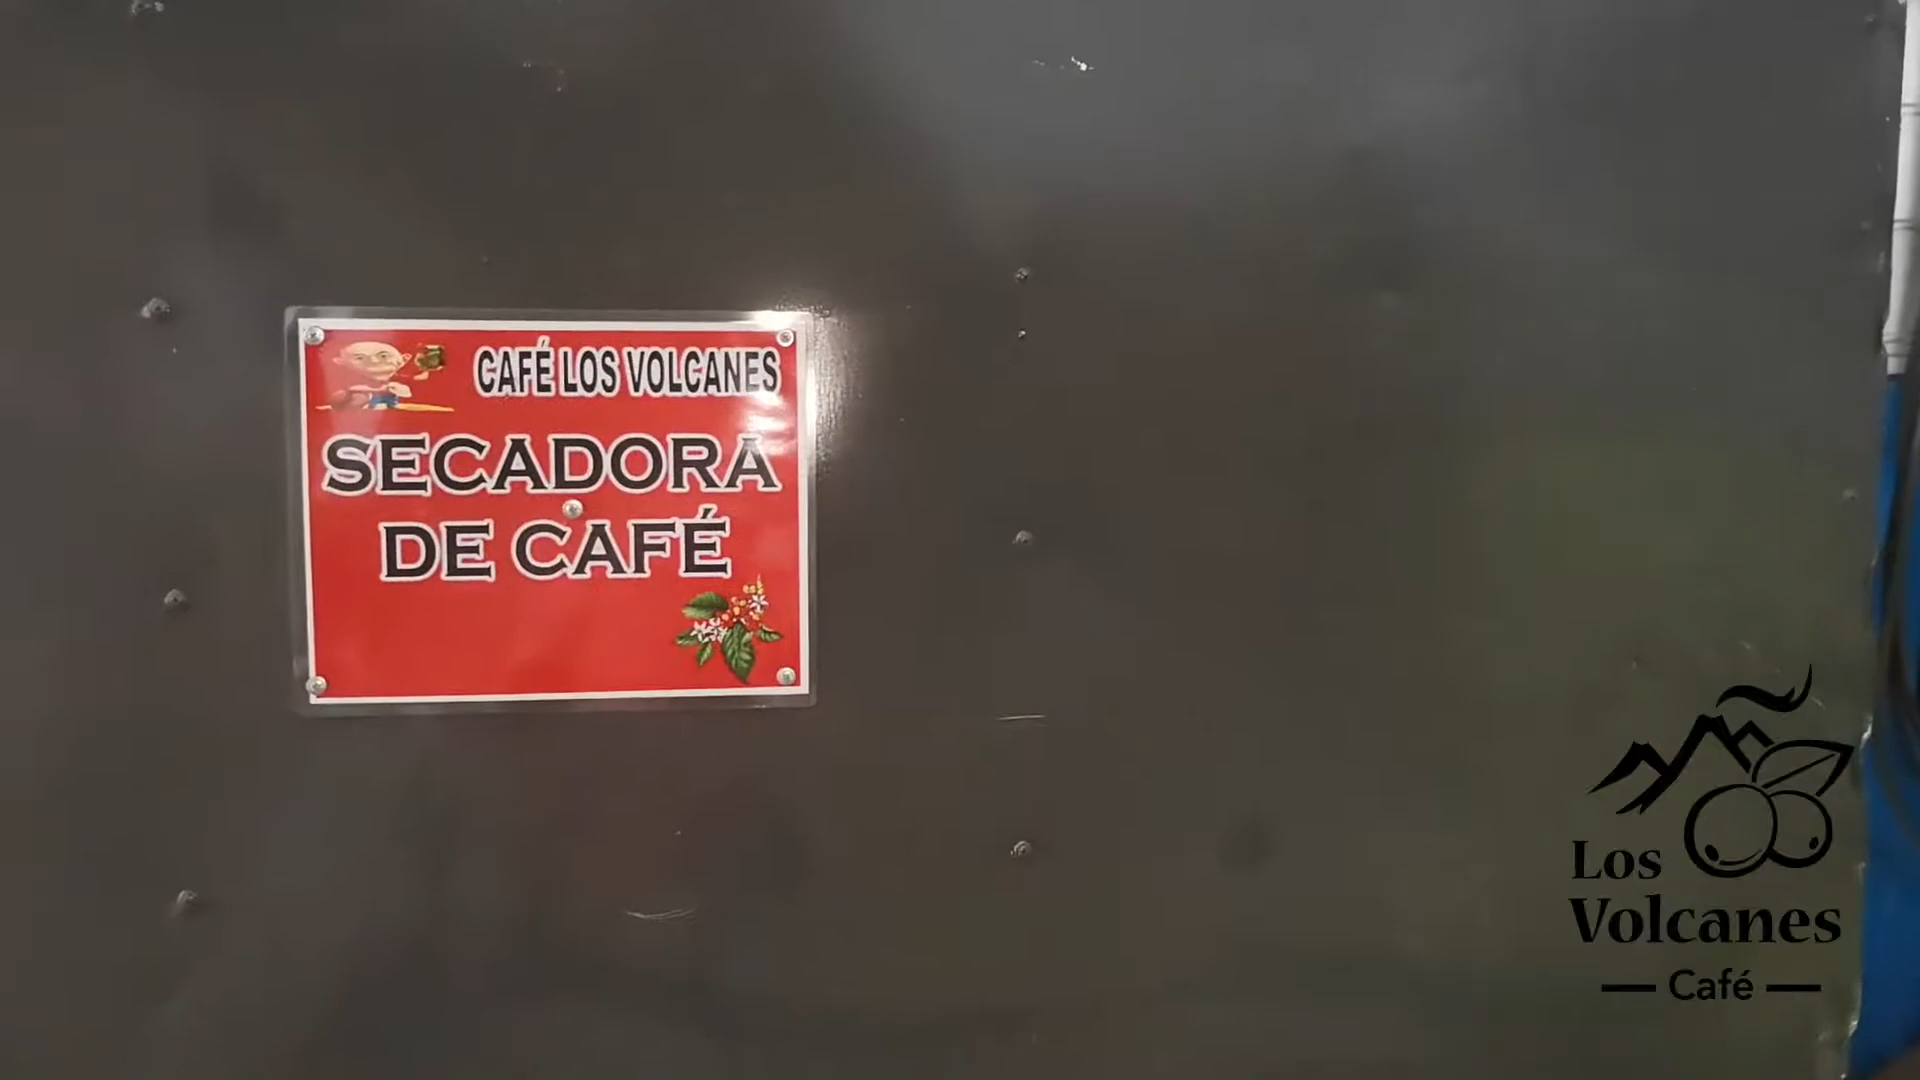 CAFÉ LOS VOLCANES
SECADORA
DE CAFÉ
Los
Volcanes
Café